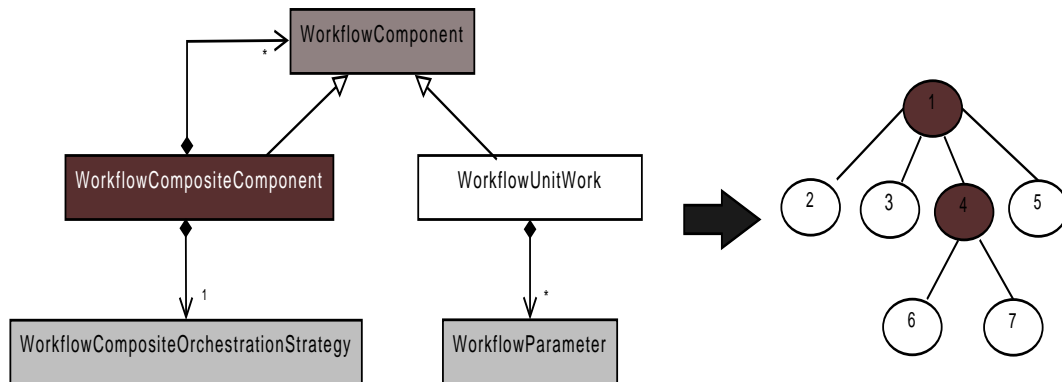 WorkflowComponent
*
WorkflowCompositeComponent
WorkflowUnitWork
1
*
WorkflowCompositeOrchestrationStrategy
WorkflowParameter
1
2
3
4
5
6
7